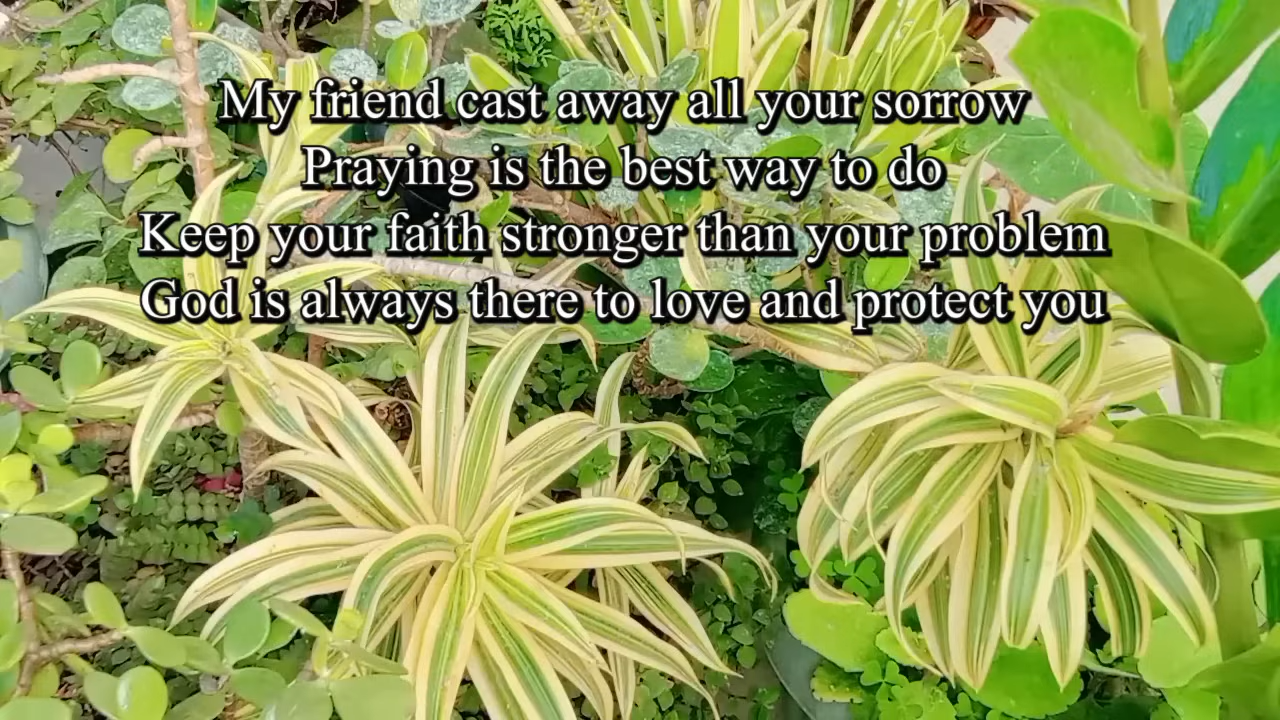 My friend cast away all your sorrow
Praying is the best way to do
Keep your faith stronger than your problem
God is always there to love and protect you